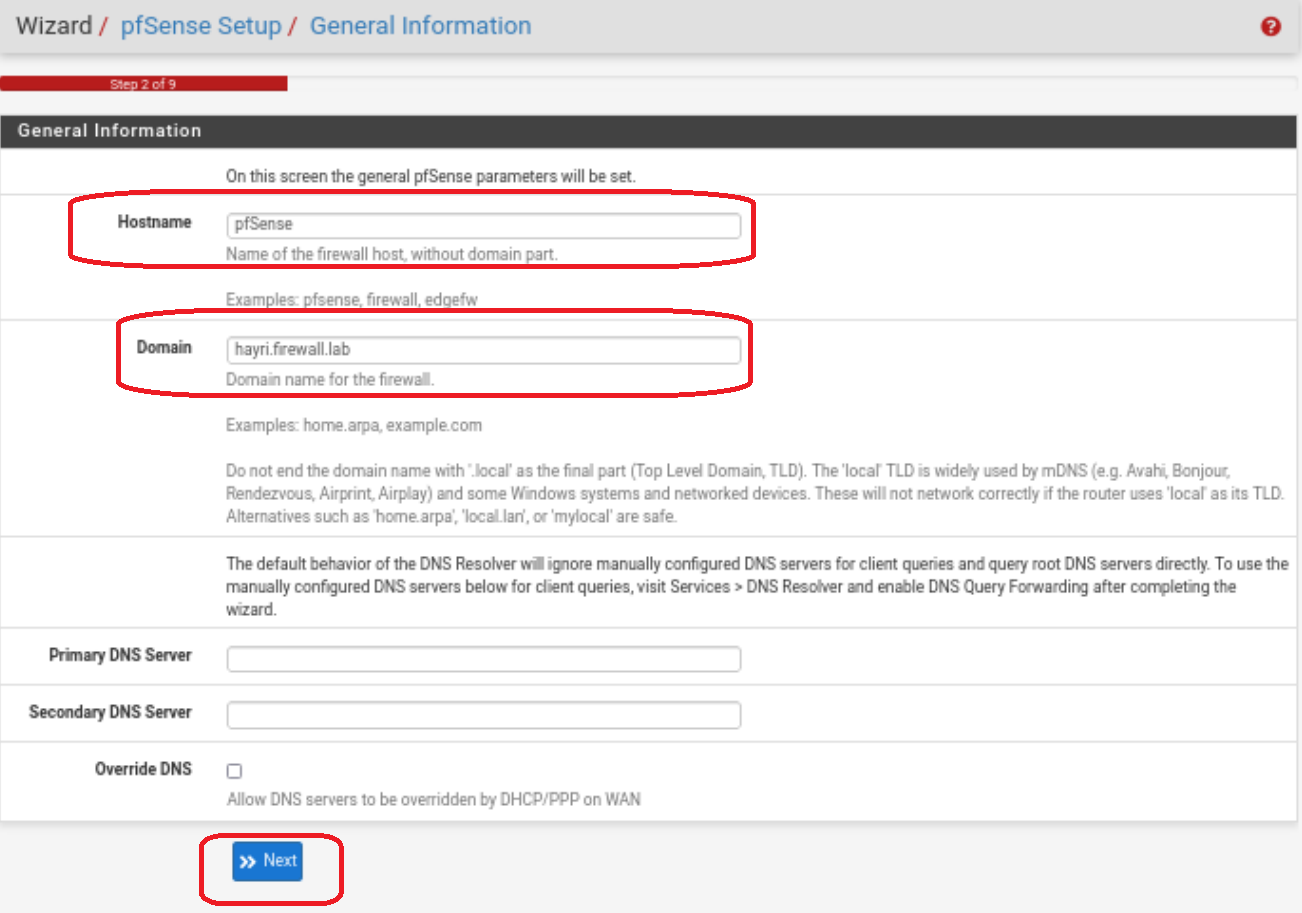 Wizard / pfSense Setup / General Information
Step 2 of 9
General Information
On this screen the general pfSense parameters will be set.
Hostname
pfSense
Name of the firewall host, without domain part.
Examples: pfsense, firewall, edgefw
Domain
hayri.firewall.lab
Domain name for the firewall.
Examples: home.arpa, example.com
Do not end the domain name with '.local' as the final part (Top Level Domain, TLD). The 'local' TLD is widely used by mDNS (e.g. Avahi, Bonjour,
Rendezvous, Airprint, Airplay) and some Windows systems and networked devices. These will not network correctly if the router uses 'local' as its TLD.
Alternatives such as 'home.arpa', 'local.lan', or 'mylocal' are safe.
The default behavior of the DNS Resolver will ignore manually configured DNS servers for client queries and query root DNS servers directly. To use the
manually configured DNS servers below for client queries, visit Services > DNS Resolver and enable DNS Query Forwarding after completing the
wizard.
Primary DNS Server
Secondary DNS Server
Override DNS
Allow DNS servers to be overridden by DHCP/PPP on WAN
Next